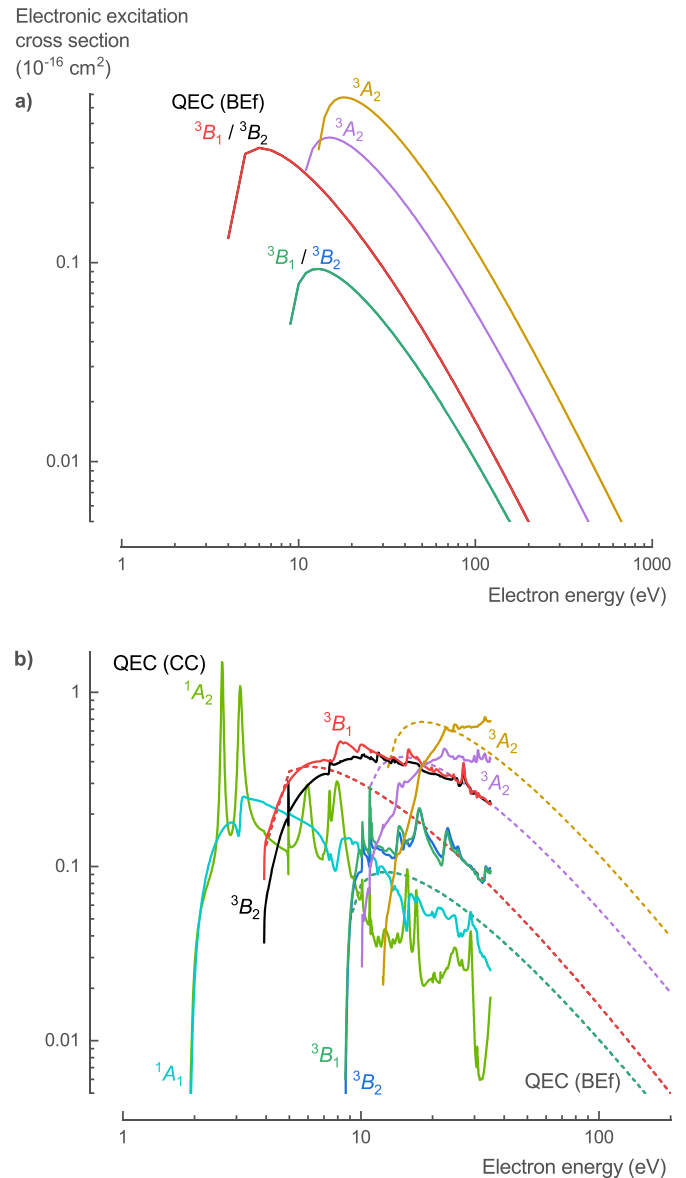 Electronic excitation
cross section
(10⁻¹⁶ cm²)
a)
QEC (BEf)
³A₂
³B₁ / ³B₂
³A₂
³B₁ / ³B₂
0.1
0.01
1 10 100 1000
Electron energy (eV)
b)
QEC (CC)
1
¹A₂
³B₁
³A₂
³A₂
0.1
³B₂
0.01
³B₁
¹A₁
³B₂
QEC (BEf)
1 10 100
Electron energy (eV)